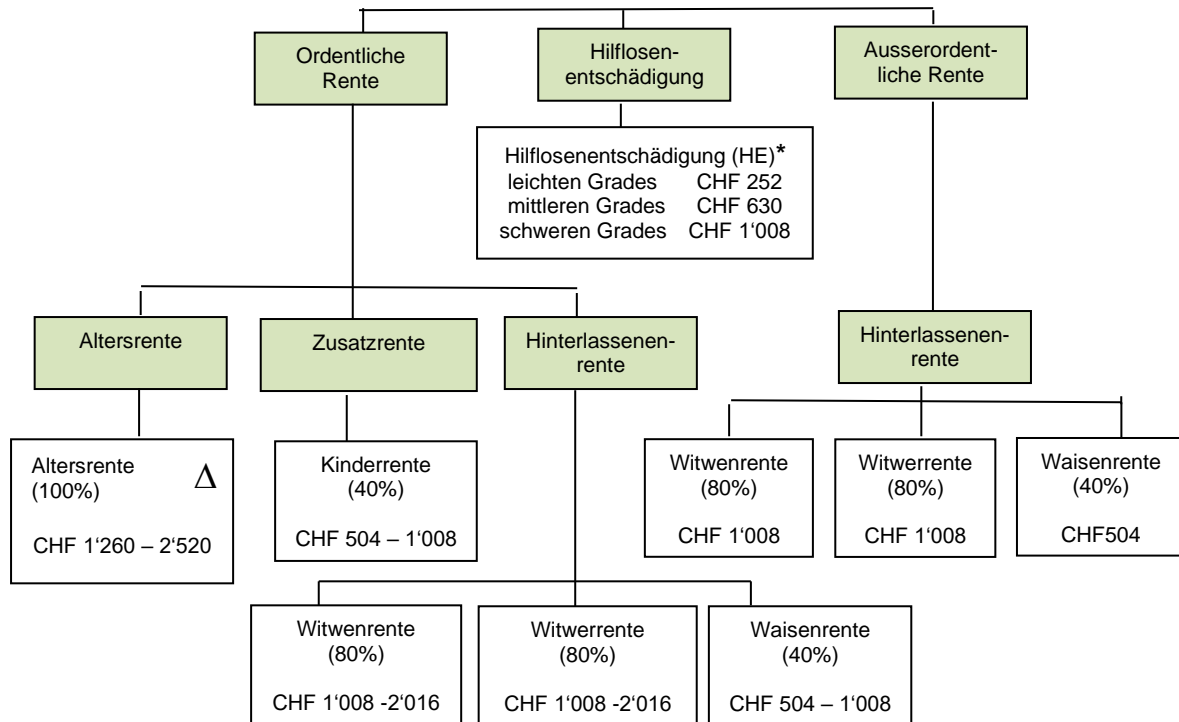 Ordentliche
Rente
Hilflosen-
entschädigung
Ausserordent-
liche Rente
Hilflosenentschädigung (HE)*
leichten Grades CHF 252
mittleren Grades CHF 630
schweren Grades CHF 1‘008
Altersrente
Zusatzrente
Hinterlassenen-
rente
Hinterlassenen-
rente
Altersrente
(100%) Δ
CHF 1‘260 – 2‘520
Kinderrente
(40%)
CHF 504 – 1‘008
Witwenrente
(80%)
CHF 1‘008
Witwerrente
(80%)
CHF 1‘008
Waisenrente
(40%)
CHF504
Witwenrente
(80%)
CHF 1‘008 -2‘016
Witwerrente
(80%)
CHF 1‘008 -2‘016
Waisenrente
(40%)
CHF 504 – 1‘008